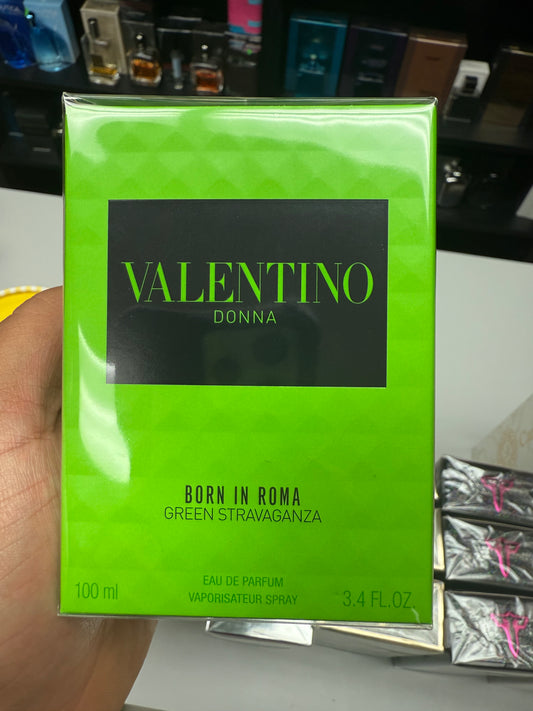 VALENTINO
DONNA
BORN IN ROMA
GREEN STRAVAGANZA
EAU DE PARFUM
100 ml VAPORISATEUR SPRAY 3.4 FL.OZ.